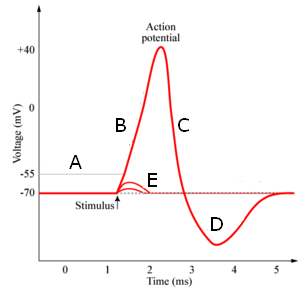 Action
potential
+40
0
-55
-70
Voltage (mV)
A
B
C
D
E
Stimulus
0 1 2 3 4 5
Time (ms)